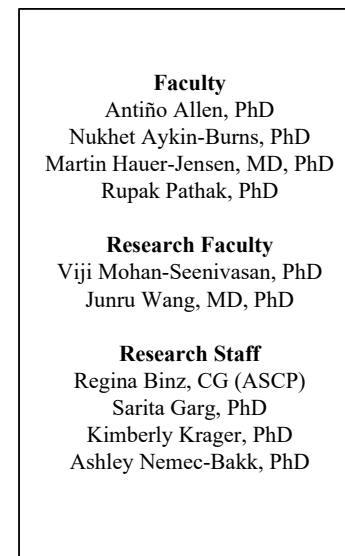 Faculty
Antiño Allen, PhD
Nukhet Aykin-Burns, PhD
Martin Hauer-Jensen, MD, PhD
Rupak Pathak, PhD
Research Faculty
Viji Mohan-Seenivasan, PhD
Junru Wang, MD, PhD
Research Staff
Regina Binz, CG (ASCP)
Sarita Garg, PhD
Kimberly Krager, PhD
Ashley Nemec-Bakk, PhD